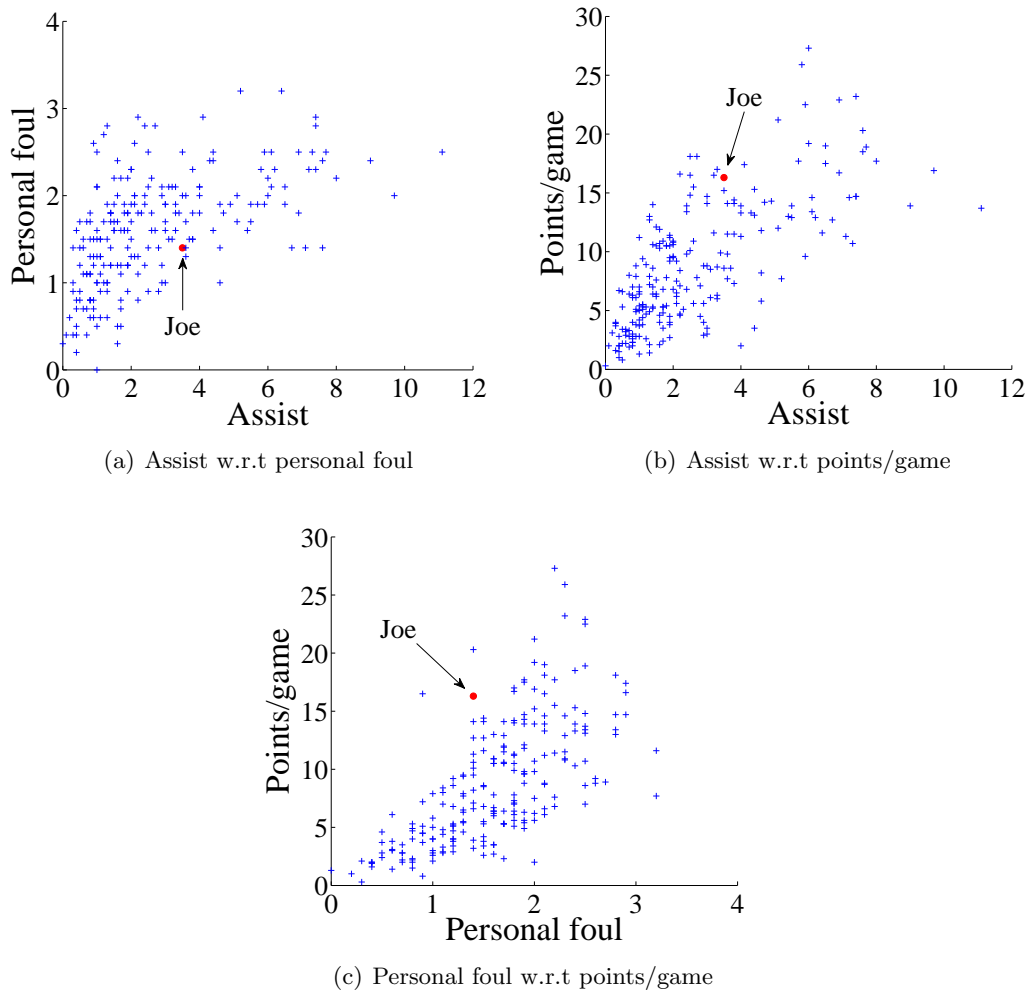 4
3
2
1
0
Personal foul
Joe
0 2 4 6 8 10 12
Assist
(a) Assist w.r.t personal foul
30
25
20
15
10
5
0
Points/game
Joe
0 2 4 6 8 10 12
Assist
(b) Assist w.r.t points/game
30
25
20
15
10
5
0
Points/game
Joe
0 1 2 3 4
Personal foul
(c) Personal foul w.r.t points/game